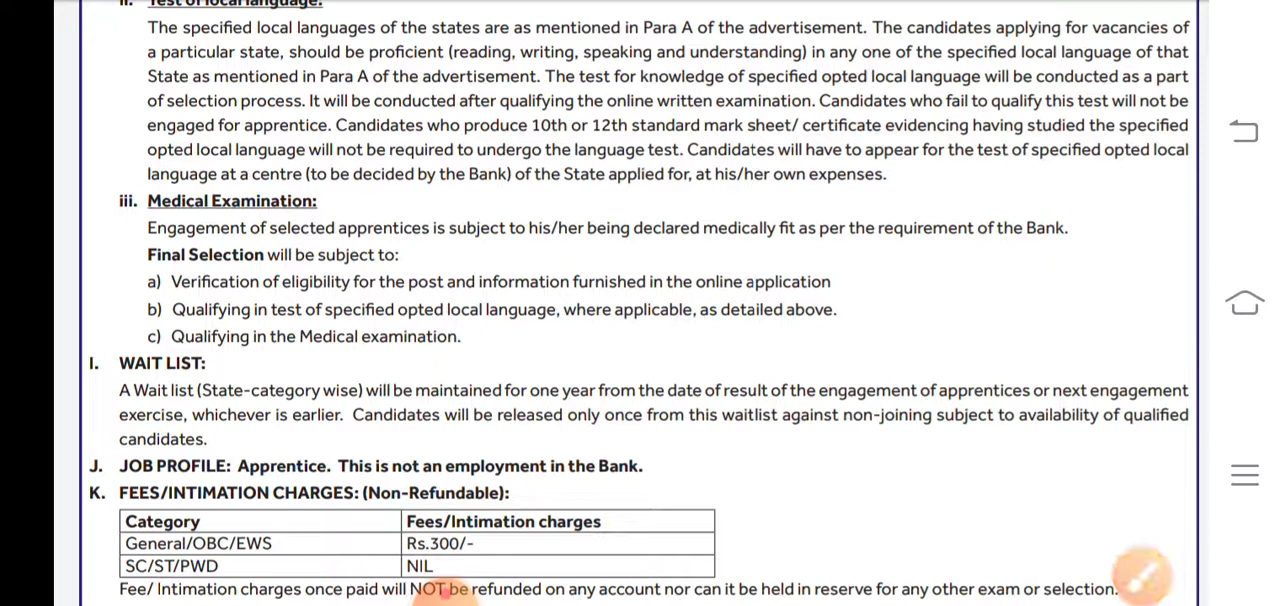 ii. Test of local language:
The specified local languages of the states are as mentioned in Para A of the advertisement. The candidates applying for vacancies of
a particular state, should be proficient (reading, writing, speaking and understanding) in any one of the specified local language of that
State as mentioned in Para A of the advertisement. The test for knowledge of specified opted local language will be conducted as a part
of selection process. It will be conducted after qualifying the online written examination. Candidates who fail to qualify this test will not be
engaged for apprentice. Candidates who produce 10th or 12th standard mark sheet/ certificate evidencing having studied the specified
opted local language will not be required to undergo the language test. Candidates will have to appear for the test of specified opted local
language at a centre (to be decided by the Bank) of the State applied for, at his/her own expenses.
iii. Medical Examination:
Engagement of selected apprentices is subject to his/her being declared medically fit as per the requirement of the Bank.
Final Selection will be subject to:
a) Verification of eligibility for the post and information furnished in the online application
b) Qualifying in test of specified opted local language, where applicable, as detailed above.
c) Qualifying in the Medical examination.
I. WAIT LIST:
A Wait list (State-category wise) will be maintained for one year from the date of result of the engagement of apprentices or next engagement
exercise, whichever is earlier. Candidates will be released only once from this waitlist against non-joining subject to availability of qualified
candidates.
J. JOB PROFILE: Apprentice. This is not an employment in the Bank.
K. FEES/INTIMATION CHARGES: (Non-Refundable):
Category Fees/Intimation charges
General/OBC/EWS Rs.300/-
SC/ST/PWD NIL
Fee/ Intimation charges once paid will NOT be refunded on any account nor can it be held in reserve for any other exam or selection.